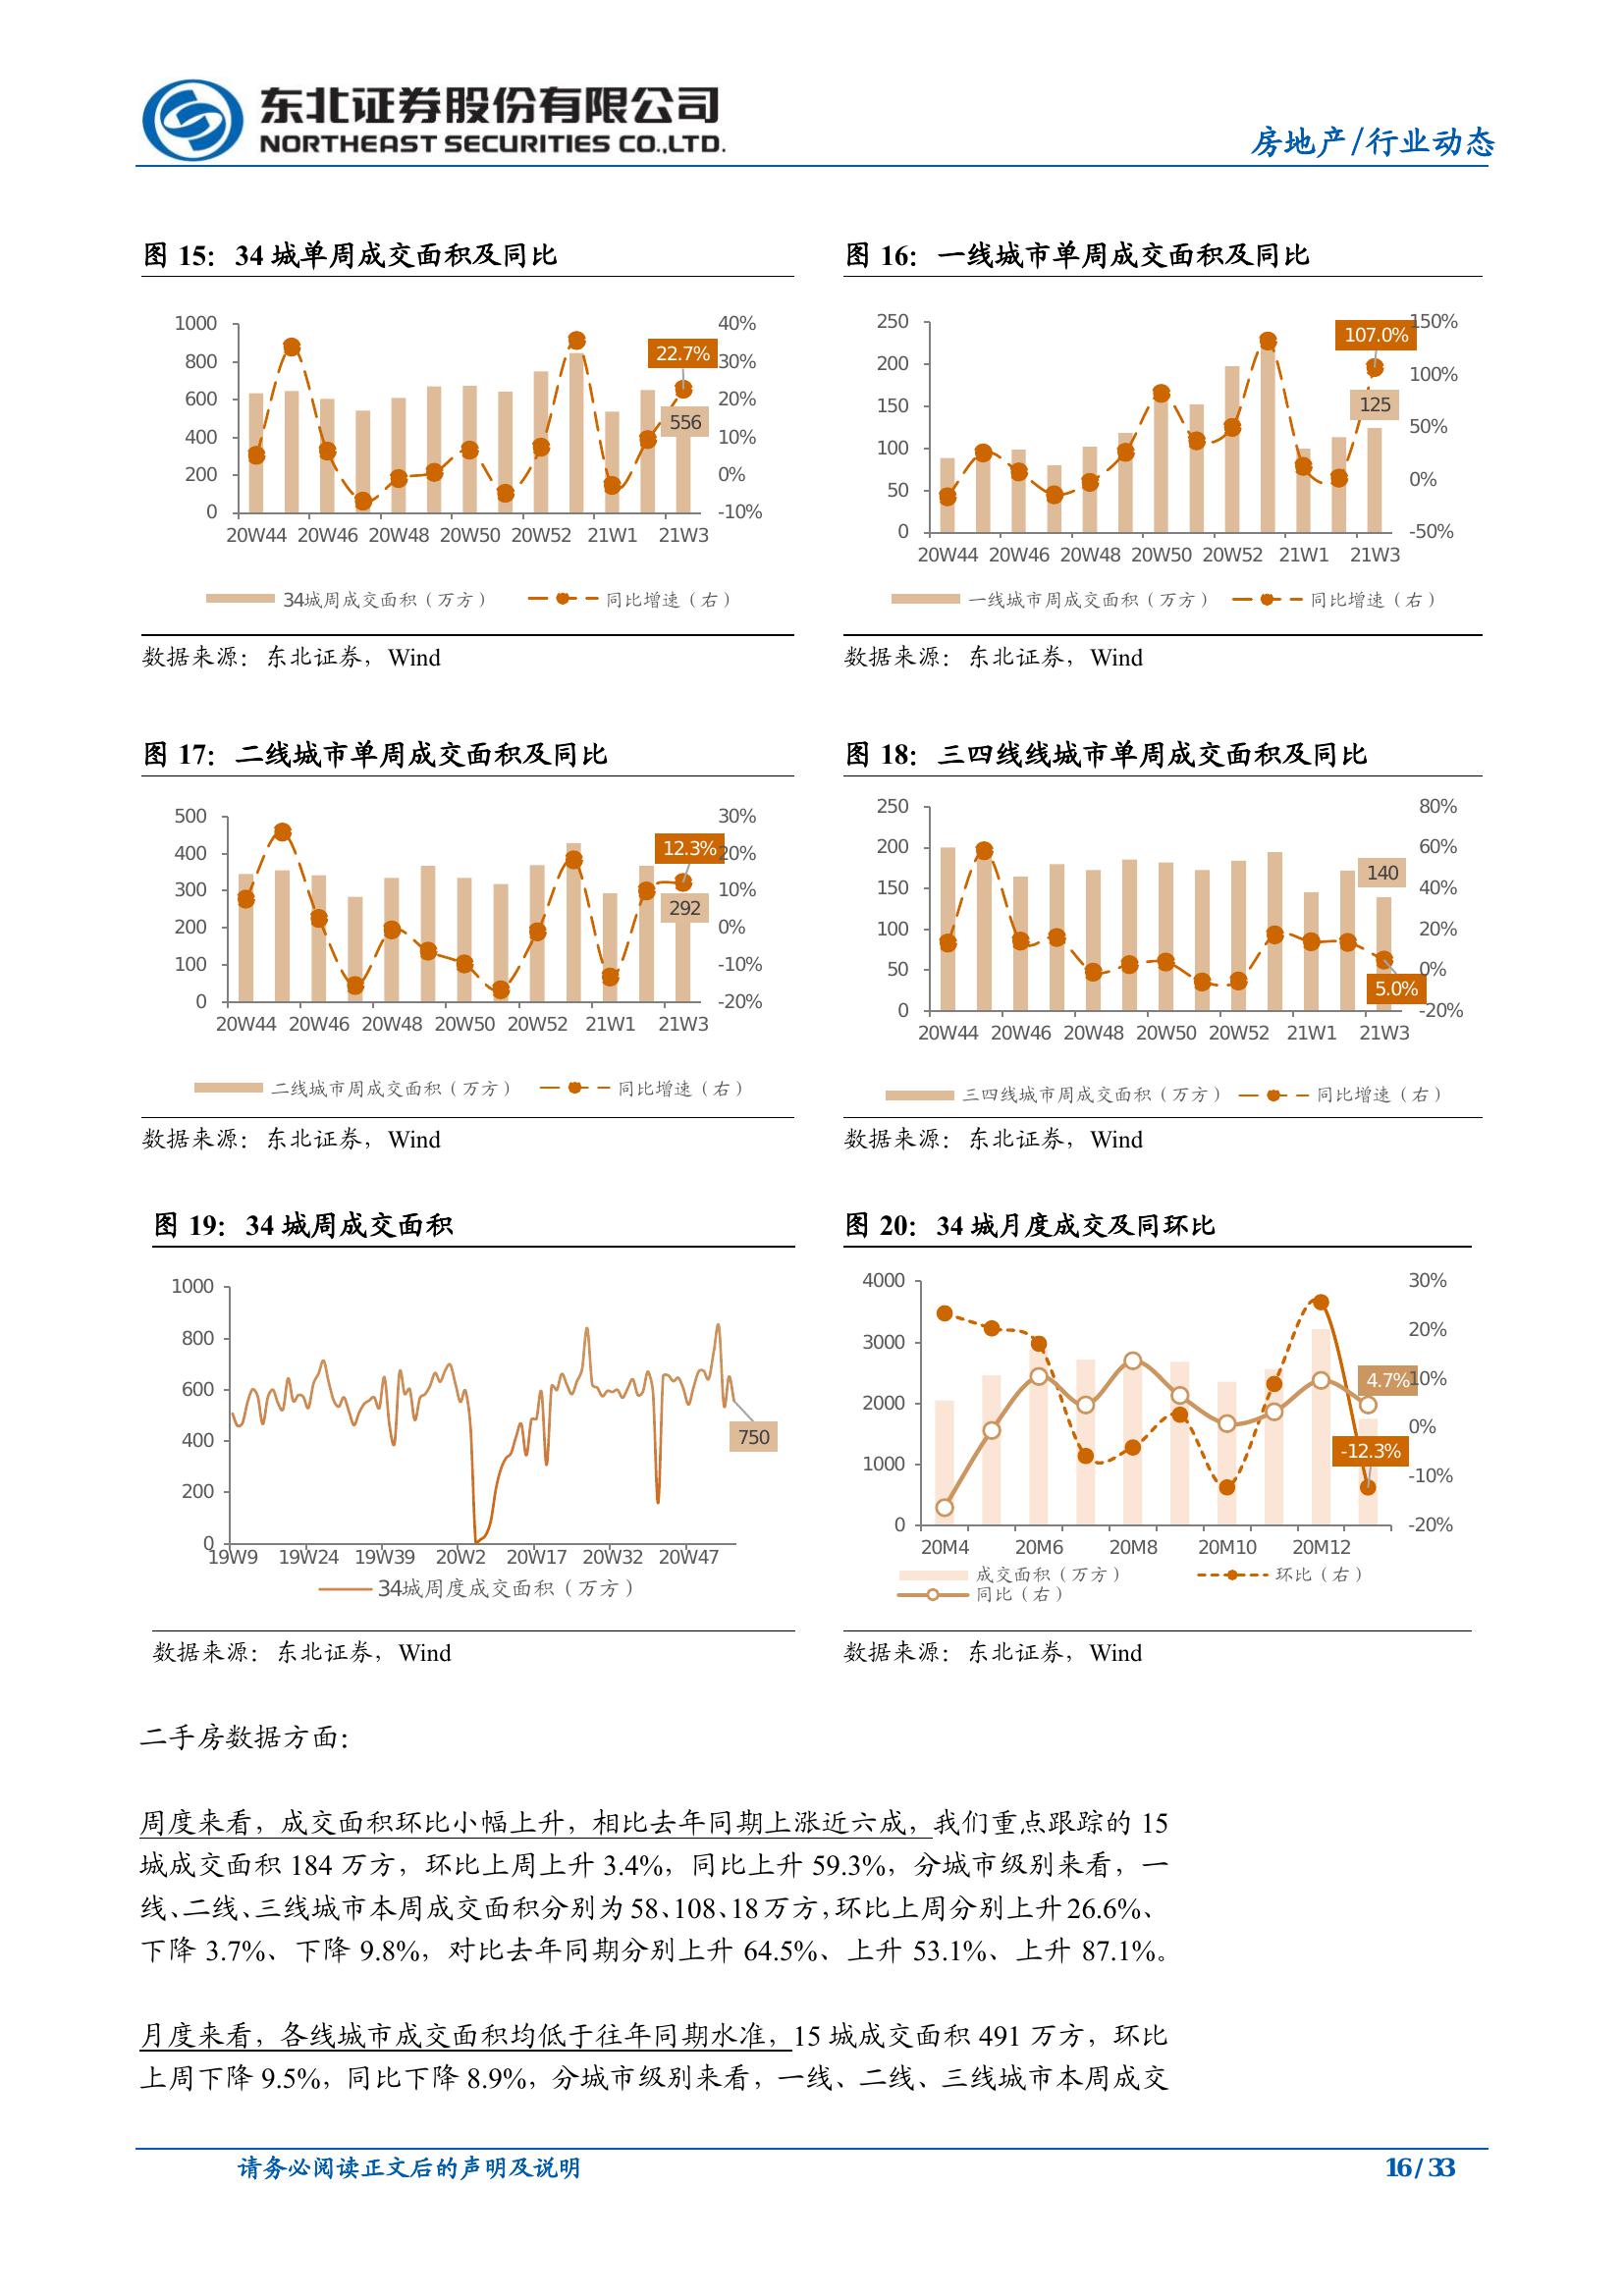 东北证券股份有限公司
NORTHEAST SECURITIES CO.,LTD.
房地产/行业动态
图 15：34 城单周成交面积及同比
1000
800
600
400
200
0
40%
30%
20%
10%
0%
-10%
22.7%
556
20W44 20W46 20W48 20W50 20W52 21W1 21W3
34城周成交面积（万方） 同比增速（右）
数据来源：东北证券，Wind
图 16：一线城市单周成交面积及同比
250
200
150
100
50
0
150%
100%
50%
0%
-50%
107.0%
125
20W44 20W46 20W48 20W50 20W52 21W1 21W3
一线城市周成交面积（万方） 同比增速（右）
数据来源：东北证券，Wind
图 17：二线城市单周成交面积及同比
500
400
300
200
100
0
30%
20%
10%
0%
-10%
-20%
12.3%
292
20W44 20W46 20W48 20W50 20W52 21W1 21W3
二线城市周成交面积（万方） 同比增速（右）
数据来源：东北证券，Wind
图 18：三四线线城市单周成交面积及同比
250
200
150
100
50
0
80%
60%
40%
20%
0%
-20%
140
5.0%
20W44 20W46 20W48 20W50 20W52 21W1 21W3
三四线城市周成交面积（万方） 同比增速（右）
数据来源：东北证券，Wind
图 19：34 城周成交面积
1000
800
600
400
200
0
750
19W9 19W24 19W39 20W2 20W17 20W32 20W47
34城周度成交面积（万方）
数据来源：东北证券，Wind
图 20：34 城月度成交及同环比
4000
3000
2000
1000
0
30%
20%
10%
0%
-10%
-20%
4.7%
-12.3%
20M4 20M6 20M8 20M10 20M12
成交面积（万方） 环比（右）
同比（右）
数据来源：东北证券，Wind
二手房数据方面：
周度来看，成交面积环比小幅上升，相比去年同期上涨近六成，我们重点跟踪的 15
城成交面积 184 万方，环比上周上升 3.4%，同比上升 59.3%，分城市级别来看，一
线、二线、三线城市本周成交面积分别为 58、108、18 万方，环比上周分别上升 26.6%、
下降 3.7%、下降 9.8%，对比去年同期分别上升 64.5%、上升 53.1%、上升 87.1%。
月度来看，各线城市成交面积均低于往年同期水准，15 城成交面积 491 万方，环比
上周下降 9.5%，同比下降 8.9%，分城市级别来看，一线、二线、三线城市本周成交
请务必阅读正文后的声明及说明
16 / 33